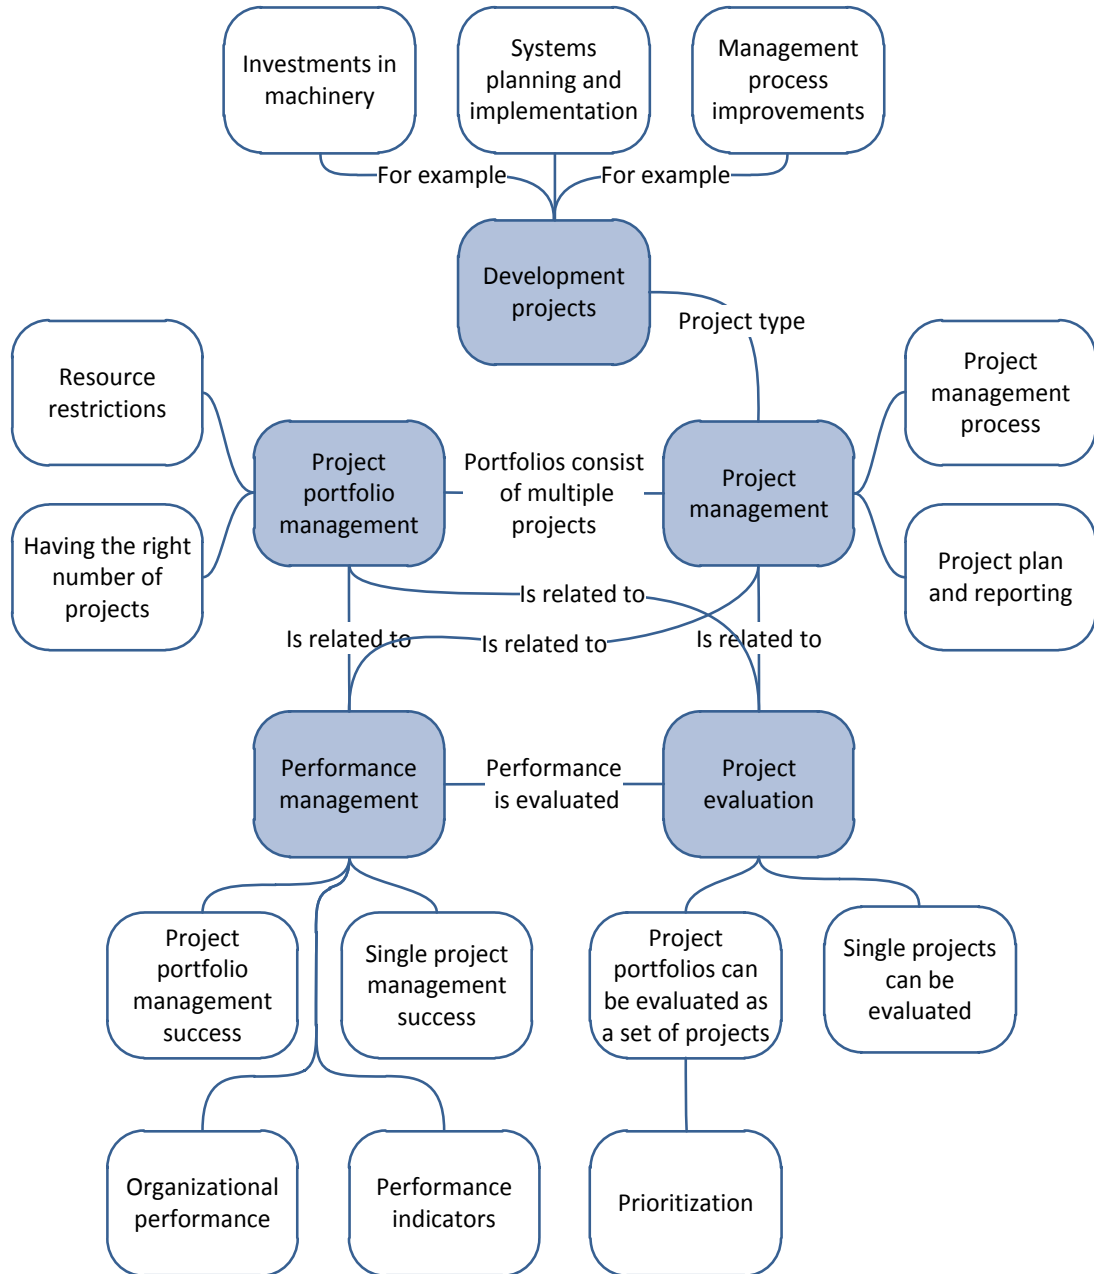 Investments in
machinery
Systems
planning and
implementation
Management
process
improvements
For example
For example
Development
projects
Project type
Resource
restrictions
Project
management
process
Project
portfolio
management
Portfolios consist
of multiple
projects
Project
management
Having the right
number of
projects
Project plan
and reporting
Is related to
Is related to
Is related to
Is related to
Performance
management
Performance
is evaluated
Project
evaluation
Project
portfolio
management
success
Single project
management
success
Project
portfolios can
be evaluated as
a set of projects
Single projects
can be
evaluated
Organizational
performance
Performance
indicators
Prioritization